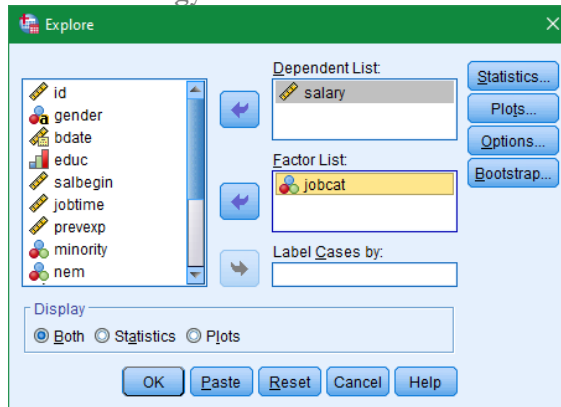 Explore
Dependent List:
salary
Statistics...
Plots...
Options...
Bootstrap...
id
gender
bdate
educ
salbegin
jobtime
prevexp
minority
nem
Factor List:
jobcat
Label Cases by:
Display
Both Statistics Plots
OK Paste Reset Cancel Help